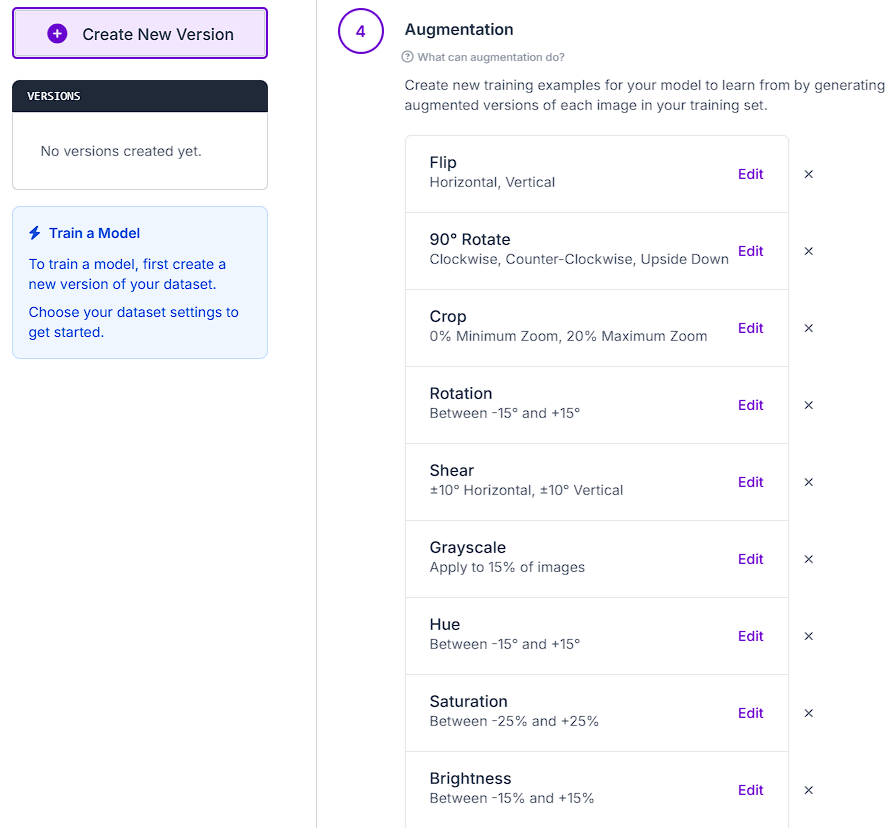 Create New Version
VERSIONS
No versions created yet.
Train a Model
To train a model, first create a
new version of your dataset.
Choose your dataset settings to
get started.
4
Augmentation
What can augmentation do?
Create new training examples for your model to learn from by generating
augmented versions of each image in your training set.
Flip
Horizontal, Vertical
Edit
90° Rotate
Clockwise, Counter-Clockwise, Upside Down
Edit
Crop
0% Minimum Zoom, 20% Maximum Zoom
Edit
Rotation
Between -15° and +15°
Edit
Shear
±10° Horizontal, ±10° Vertical
Edit
Grayscale
Apply to 15% of images
Edit
Hue
Between -15° and +15°
Edit
Saturation
Between -25% and +25%
Edit
Brightness
Between -15% and +15%
Edit